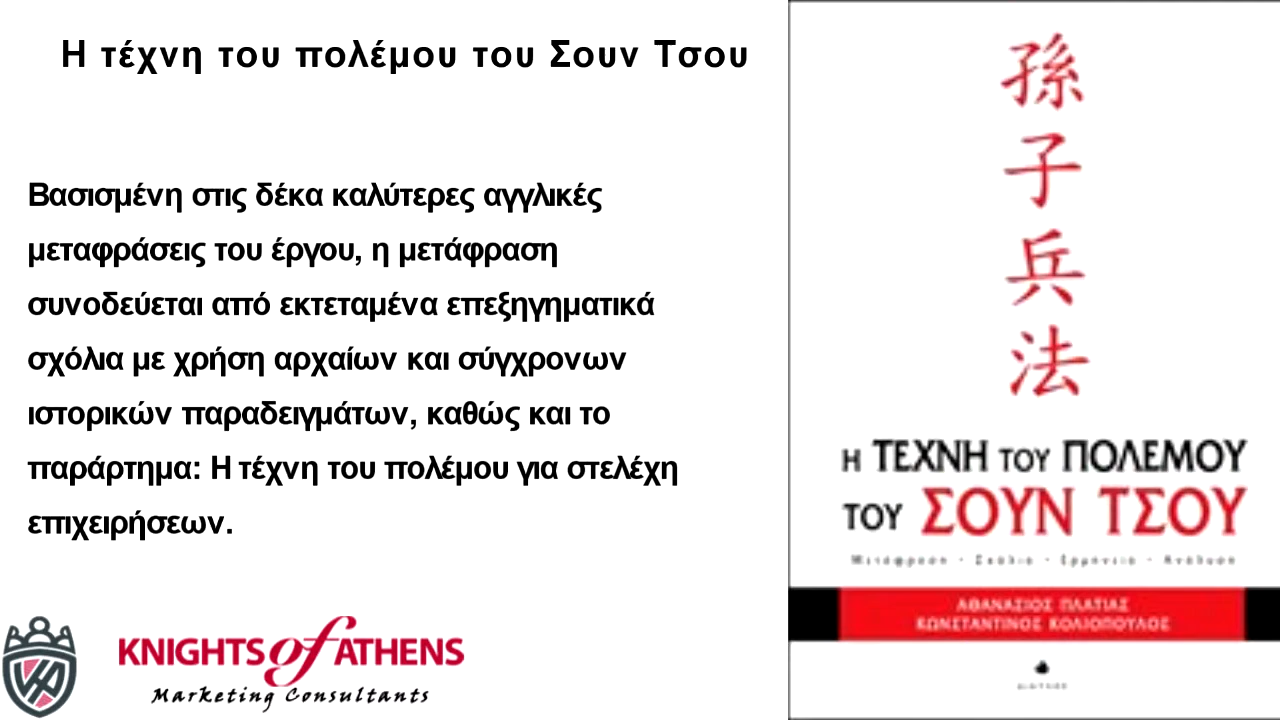 Η τέχνη του πολέμου του Σουν Τσου
Βασισμένη στις δέκα καλύτερες αγγλικές
μεταφράσεις του έργου, η μετάφραση
συνοδεύεται από εκτεταμένα επεξηγηματικά
σχόλια με χρήση αρχαίων και σύγχρονων
ιστορικών παραδειγμάτων, καθώς και το
παράρτημα: Η τέχνη του πολέμου για στελέχη
επιχειρήσεων.
KNIGHTS of ATHENS
Marketing Consultants
孫
子
兵
法
Η ΤΕΧΝΗ ΤΟΥ ΠΟΛΕΜΟΥ
ΤΟΥ ΣΟΥΝ ΤΣΟΥ
Μετάφραση · Σχόλια · Ερμηνεία · Ανάλυση
ΑΘΑΝΑΣΙΟΣ ΠΛΑΤΙΑΣ
ΚΩΝΣΤΑΝΤΙΝΟΣ ΚΟΛΙΟΠΟΥΛΟΣ